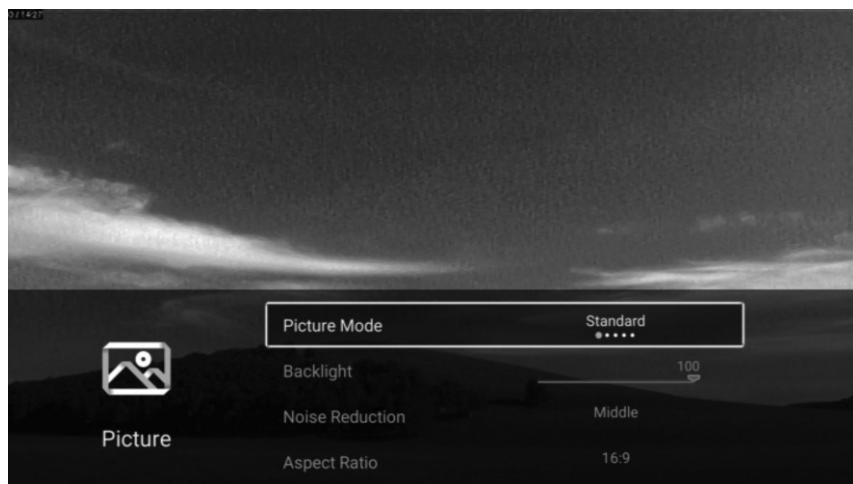 Picture Mode
Standard
Backlight
100
Noise Reduction
Middle
Picture
Aspect Ratio
16:9